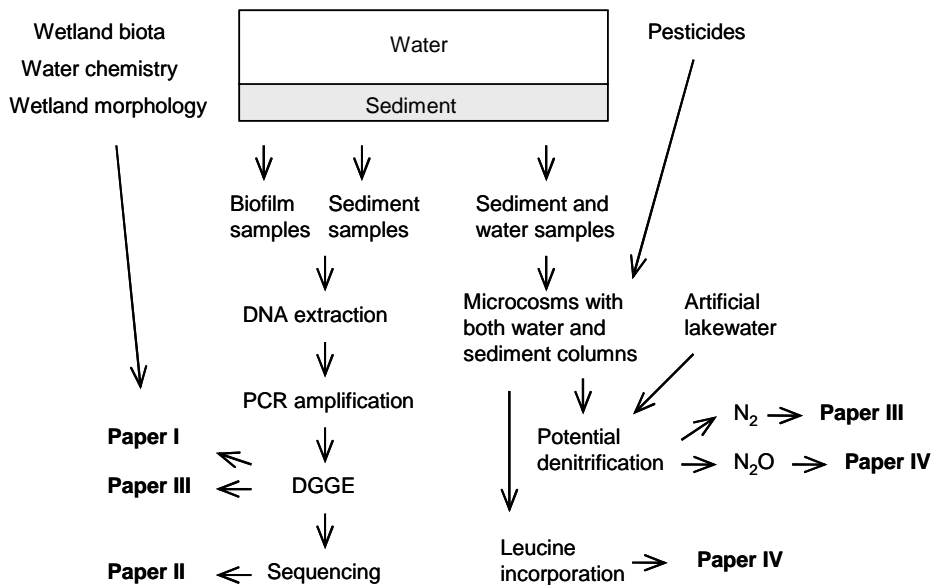 Wetland biota
Water chemistry
Wetland morphology
Water
Sediment
Pesticides
Biofilm
samples
Sediment
samples
Sediment and
water samples
DNA extraction
Microcosms with
both water and
sediment columns
Artificial
lakewater
PCR amplification
Paper I
Paper III
DGGE
Potential
denitrification
N₂
Paper III
N₂O
Paper IV
Paper II
Sequencing
Leucine
incorporation
Paper IV